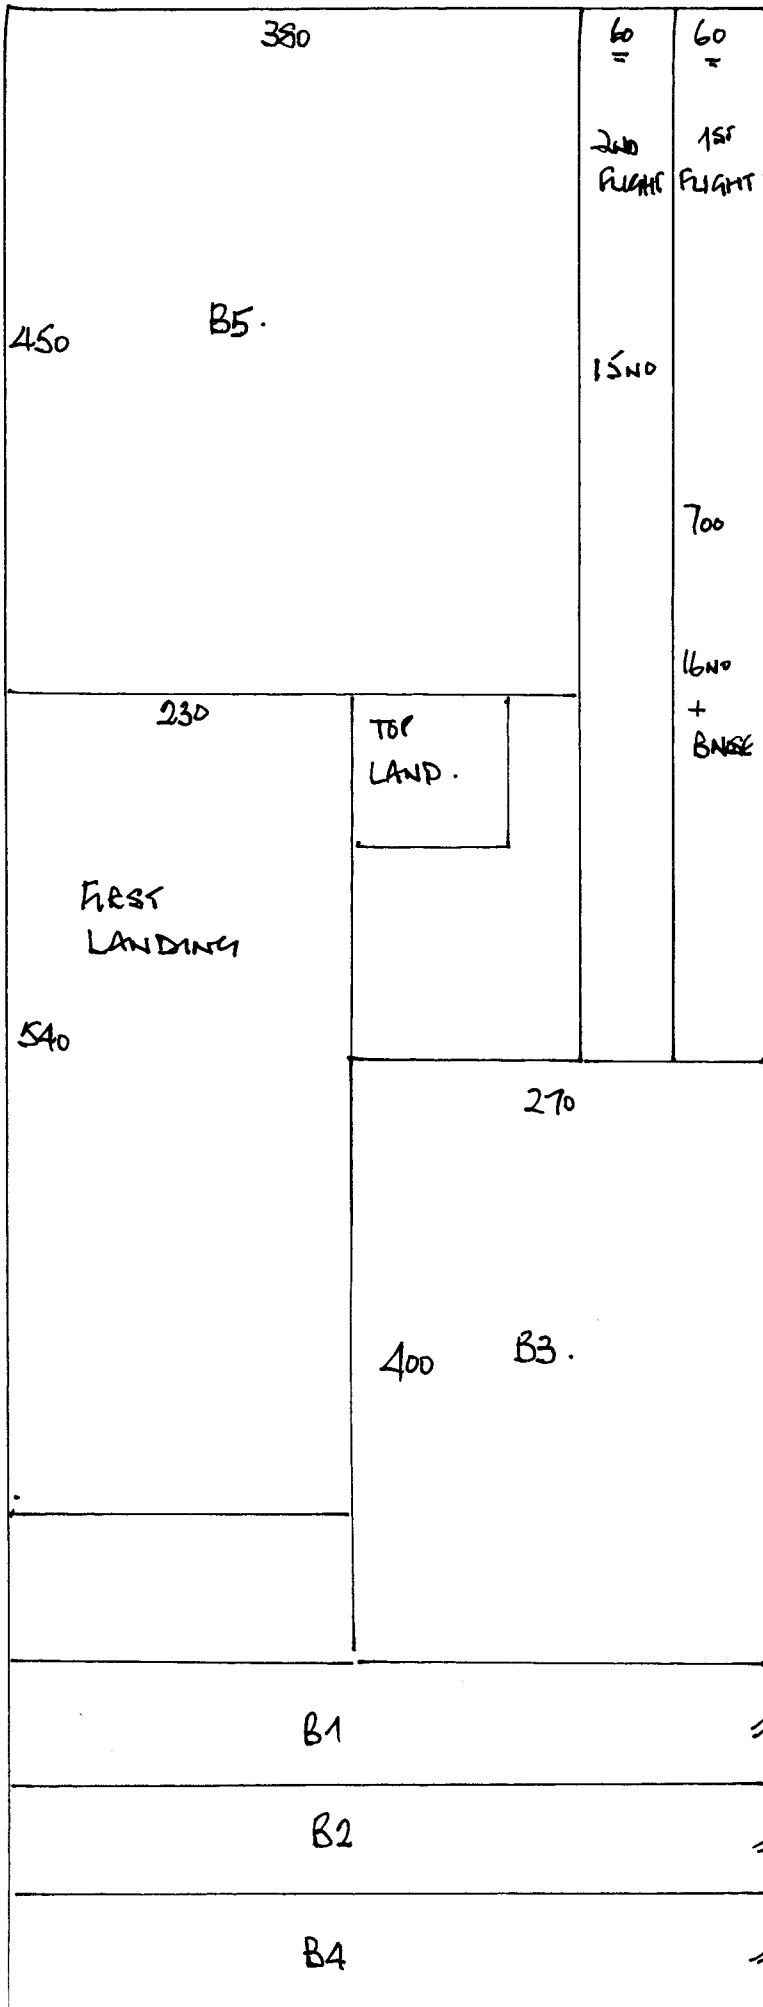 380
60
60
2ND
FLIGHT
1ST
FLIGHT
450
B5.
15NO
700
16NO
+
BNOSE
230
TOP
LAND.
FIRST
LANDING
540
270
400
B3.
B1
B2
B4